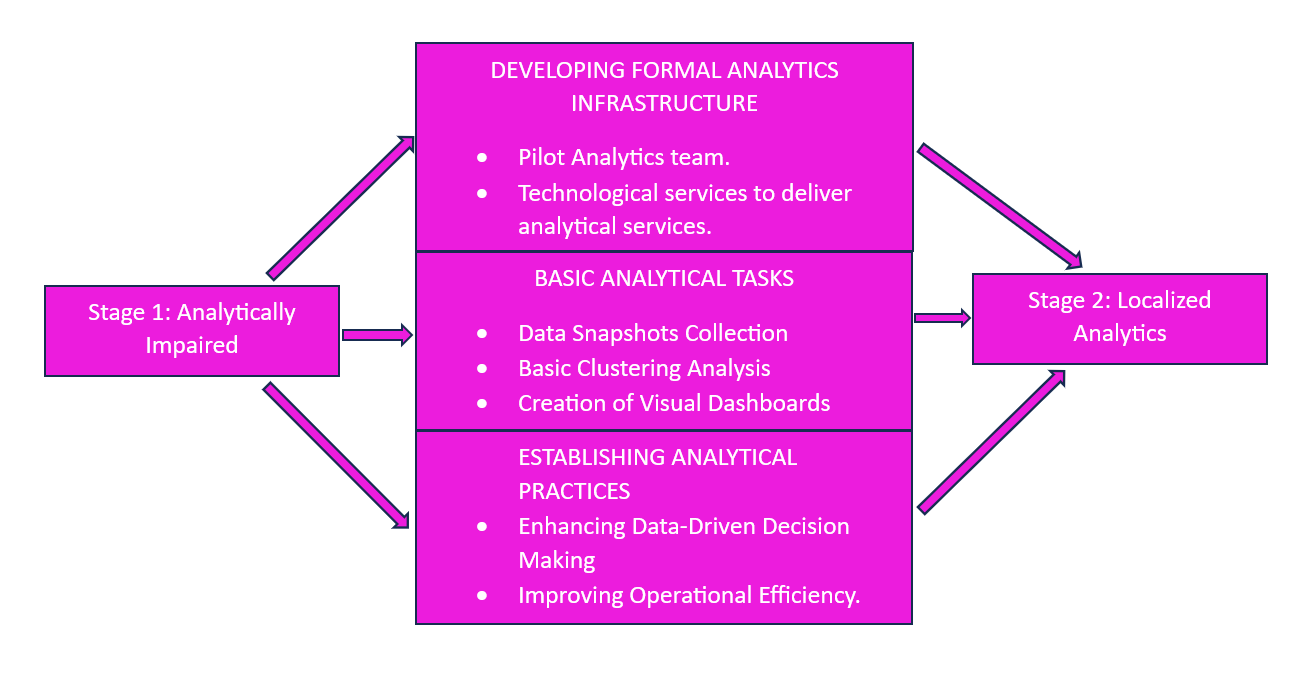 DEVELOPING FORMAL ANALYTICS
INFRASTRUCTURE
• Pilot Analytics team.
• Technological services to deliver
analytical services.
Stage 1: Analytically
Impaired
BASIC ANALYTICAL TASKS
• Data Snapshots Collection
• Basic Clustering Analysis
• Creation of Visual Dashboards
ESTABLISHING ANALYTICAL
PRACTICES
• Enhancing Data-Driven Decision
Making
• Improving Operational Efficiency.
Stage 2: Localized
Analytics